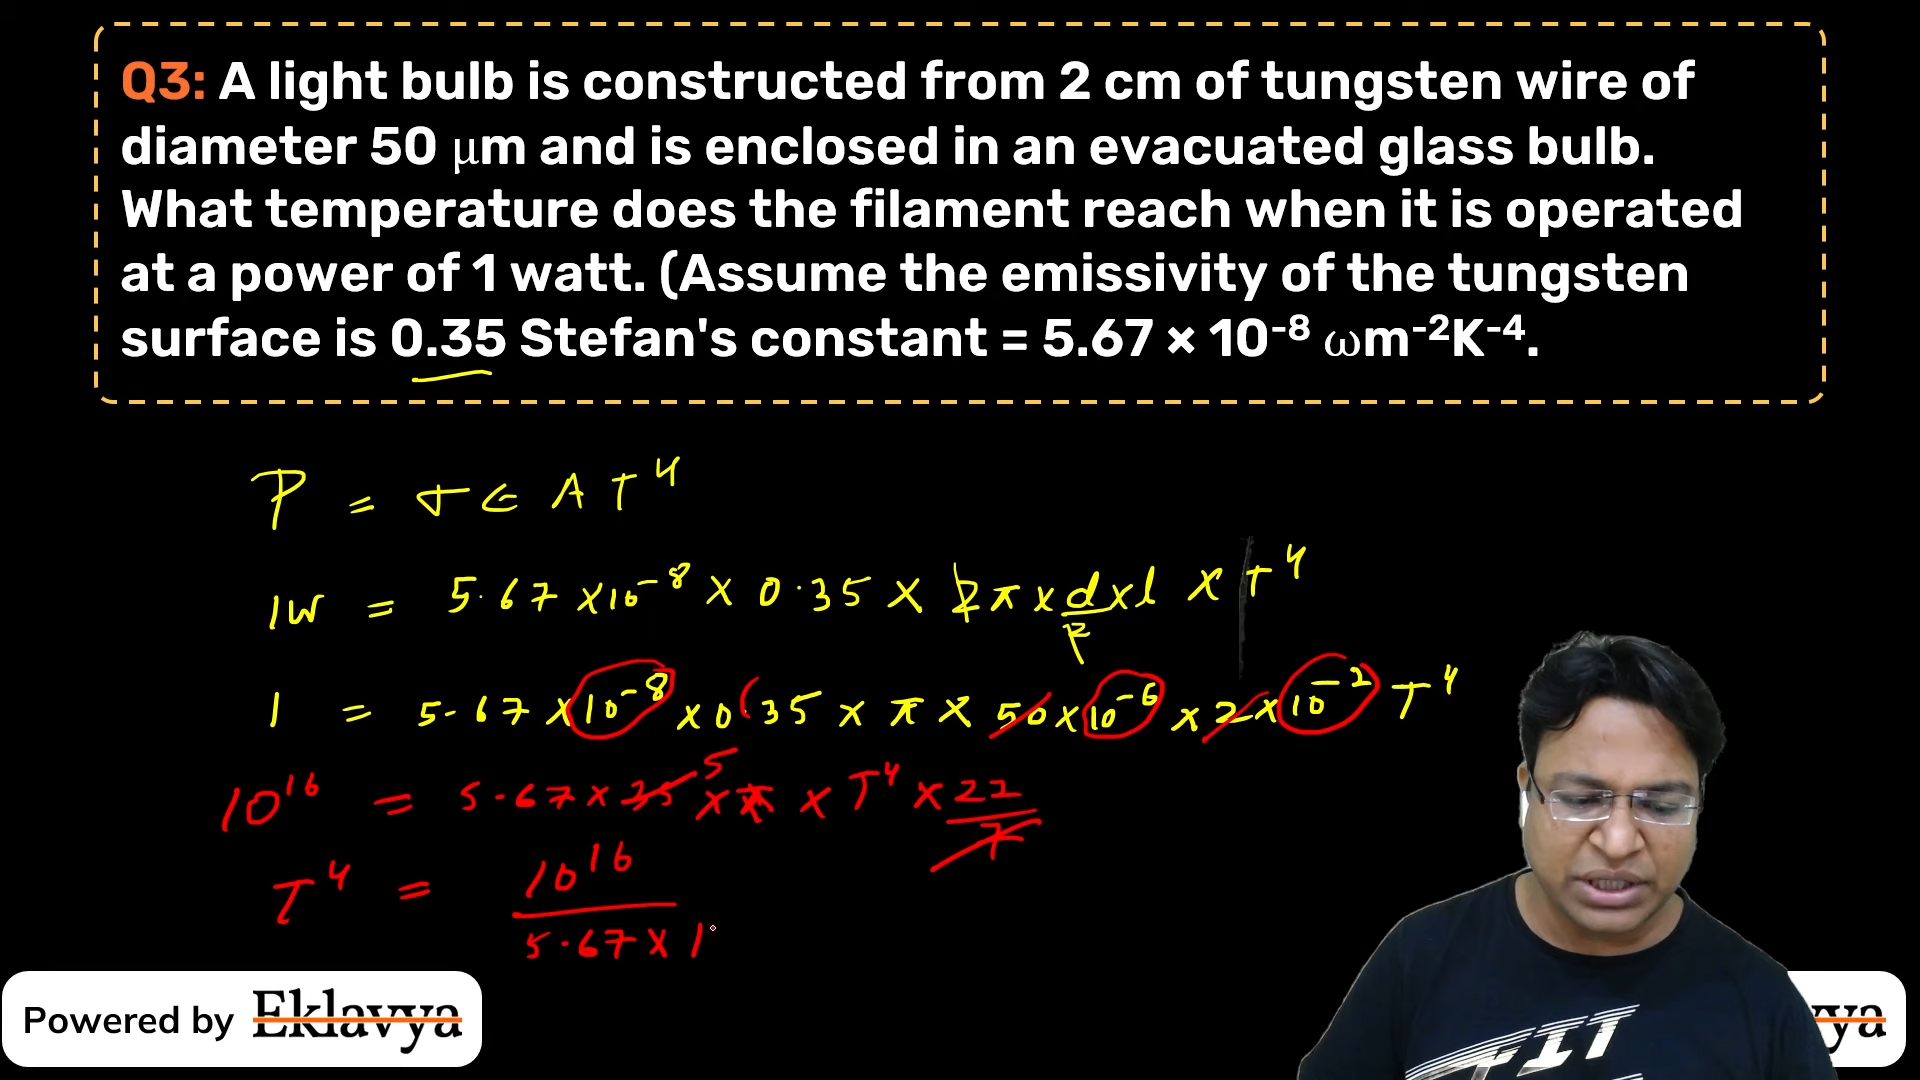 Q3: A light bulb is constructed from 2 cm of tungsten wire of
diameter 50 μm and is enclosed in an evacuated glass bulb.
What temperature does the filament reach when it is operated
at a power of 1 watt. (Assume the emissivity of the tungsten
surface is 0.35 Stefan's constant = 5.67 × 10⁻⁸ ωm⁻²K⁻⁴.
P = σ ∈ A T⁴
1W = 5.67 × 10⁻⁸ × 0.35 × 2π × d/2 × l × T⁴
1 = 5.67 × 10⁻⁸ × 0.35 × π × 50 × 10⁻⁶ × 2 × 10⁻² T⁴
10¹⁶ = 5.67 × 35 5 × π × T⁴ × 22/7
T⁴ = 10¹⁶ / 5.67 × 1
Powered by Eklavya
ya